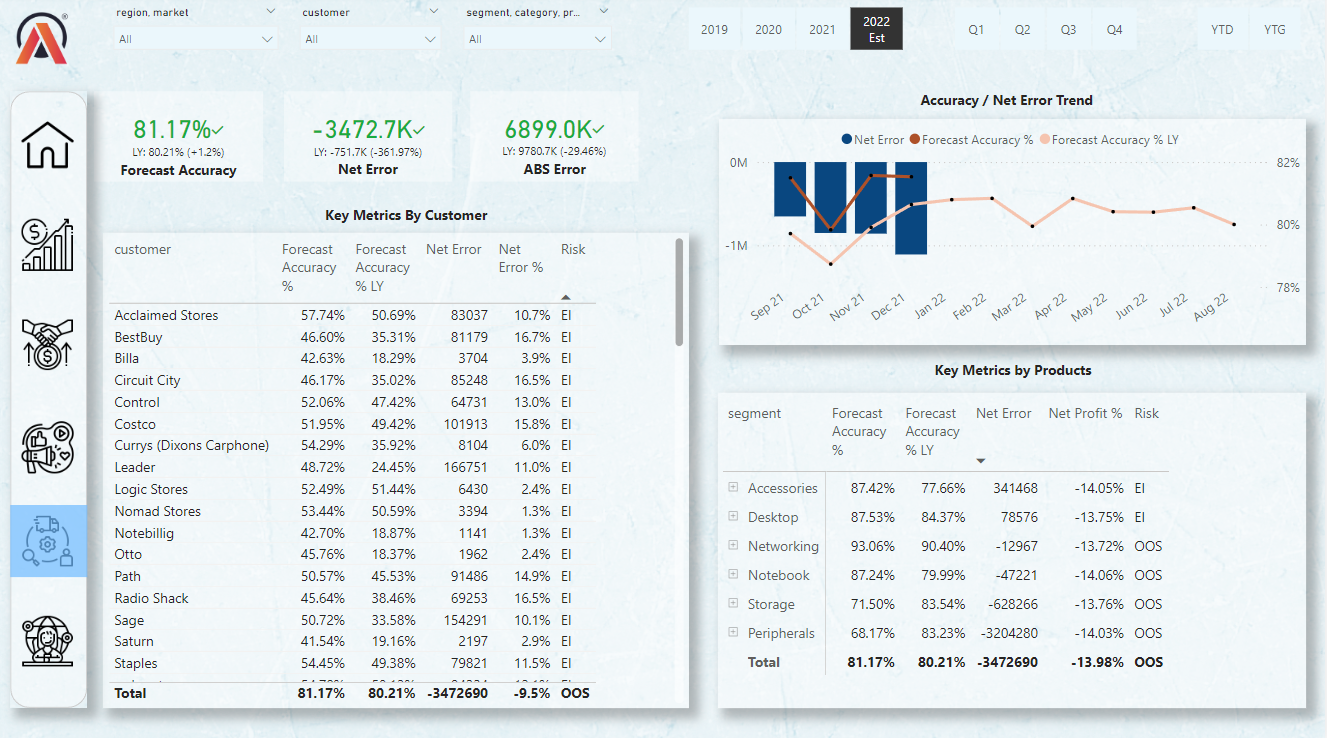 region, market
customer
segment, category, pr...
All
All
All
2019 2020 2021 2022 Est
Q1 Q2 Q3 Q4
YTD YTG
81.17%
LY: 80.21% (+1.2%)
Forecast Accuracy
-3472.7K
LY: -751.7K (-361.97%)
Net Error
6899.0K
LY: 9780.7K (-29.46%)
ABS Error
Key Metrics By Customer
customer Forecast Accuracy % Forecast Accuracy % LY Net Error Net Error % Risk
Acclaimed Stores 57.74% 50.69% 83037 10.7% EI
BestBuy 46.60% 35.31% 81179 16.7% EI
Billa 42.63% 18.29% 3704 3.9% EI
Circuit City 46.17% 35.02% 85248 16.5% EI
Control 52.06% 47.42% 64731 13.0% EI
Costco 51.95% 49.42% 101913 15.8% EI
Currys (Dixons Carphone) 54.29% 35.92% 8104 6.0% EI
Leader 48.72% 24.45% 166751 11.0% EI
Logic Stores 52.49% 51.44% 6430 2.4% EI
Nomad Stores 53.44% 50.59% 3394 1.3% EI
Notebillig 42.70% 18.87% 1141 1.3% EI
Otto 45.76% 18.37% 1962 2.4% EI
Path 50.57% 45.53% 91486 14.9% EI
Radio Shack 45.64% 38.46% 69253 16.5% EI
Sage 50.72% 33.58% 154291 10.1% EI
Saturn 41.54% 19.16% 2197 2.9% EI
Staples 54.45% 49.38% 79821 11.5% EI
Total 81.17% 80.21% -3472690 -9.5% OOS
Accuracy / Net Error Trend
Net Error Forecast Accuracy % Forecast Accuracy % LY
0M
-1M
82%
80%
78%
Sep 21 Oct 21 Nov 21 Dec 21 Jan 22 Feb 22 Mar 22 Apr 22 May 22 Jun 22 Jul 22 Aug 22
Key Metrics by Products
segment Forecast Accuracy % Forecast Accuracy % LY Net Error Net Profit % Risk
Accessories 87.42% 77.66% 341468 -14.05% EI
Desktop 87.53% 84.37% 78576 -13.75% EI
Networking 93.06% 90.40% -12967 -13.72% OOS
Notebook 87.24% 79.99% -47221 -14.06% OOS
Storage 71.50% 83.54% -628266 -13.76% OOS
Peripherals 68.17% 83.23% -3204280 -14.03% OOS
Total 81.17% 80.21% -3472690 -13.98% OOS